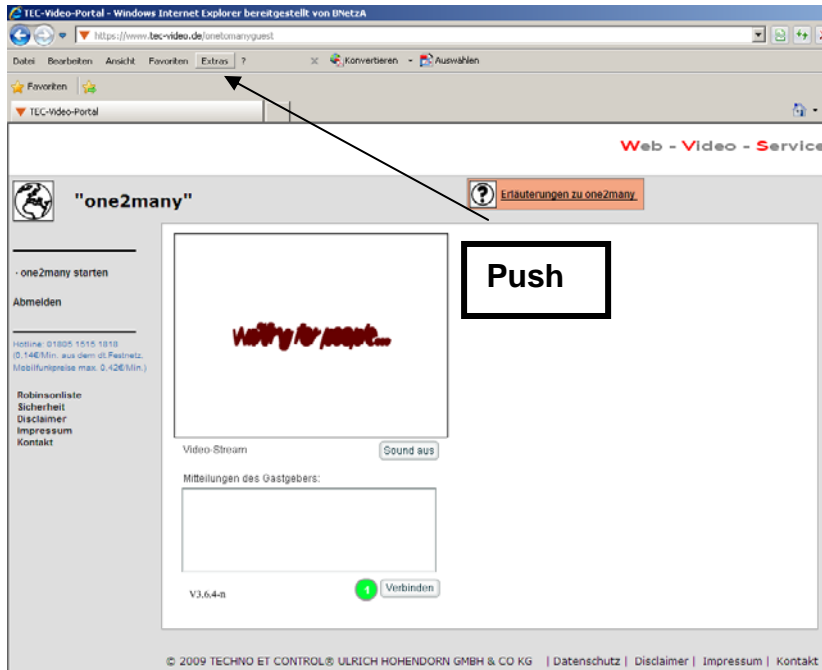 TEC-Video-Portal - Windows Internet Explorer bereitgestellt von BNetzA
https://www.tec-video.de/onetomanyguest
Datei Bearbeiten Ansicht Favoriten Extras ? x Konvertieren Auswählen
Favoriten
TEC-Video-Portal
Web - Video - Service
"one2many"
Erläuterungen zu one2many
Push
- one2many starten
Abmelden
waiting for people...
Hotline: 01805 1515 1818
(0.14€/Min. aus dem dt.Festnetz,
Mobilfunkpreise max. 0.42€/Min.)
Robinsonliste
Sicherheit
Disclaimer
Impressum
Kontakt
Video-Stream
Sound aus
Mitteilungen des Gastgebers:
V3.6.4-n
1 Verbinden
© 2009 TECHNO ET CONTROL® ULRICH HOHENDORN GMBH & CO KG | Datenschutz | Disclaimer | Impressum | Kontakt